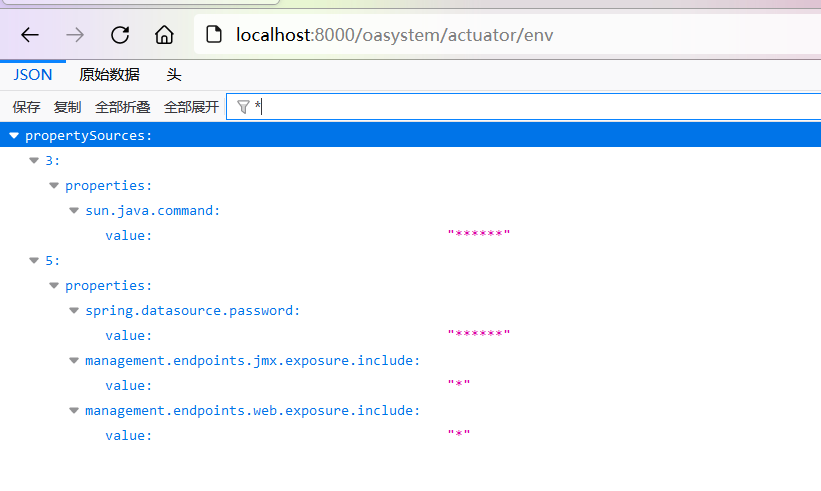 localhost:8000/oasystem/actuator/env
JSON 原始数据 头
保存 复制 全部折叠 全部展开 *
propertySources:
3:
properties:
sun.java.command:
value: "******"
5:
properties:
spring.datasource.password:
value: "******"
management.endpoints.jmx.exposure.include:
value: "*"
management.endpoints.web.exposure.include:
value: "*"